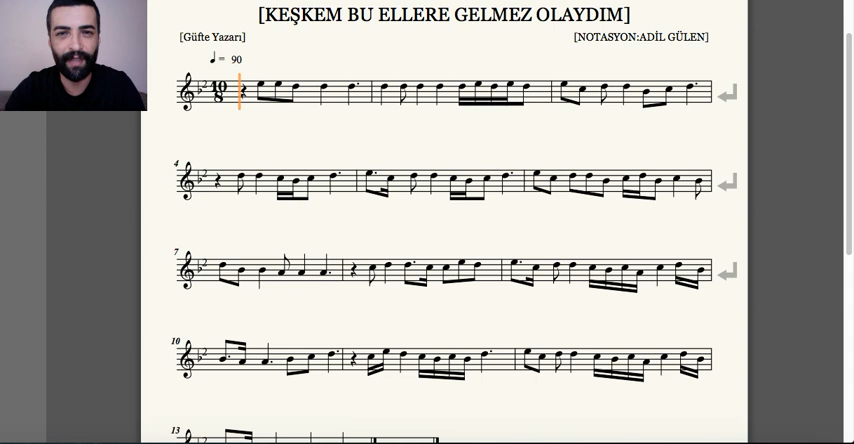 [KEŞKEM BU ELLERE GELMEZ OLAYDIM]
[Güfte Yazarı]
[NOTASYON:ADİL GÜLEN]
♩ = 90
10
8
4
7
10
13